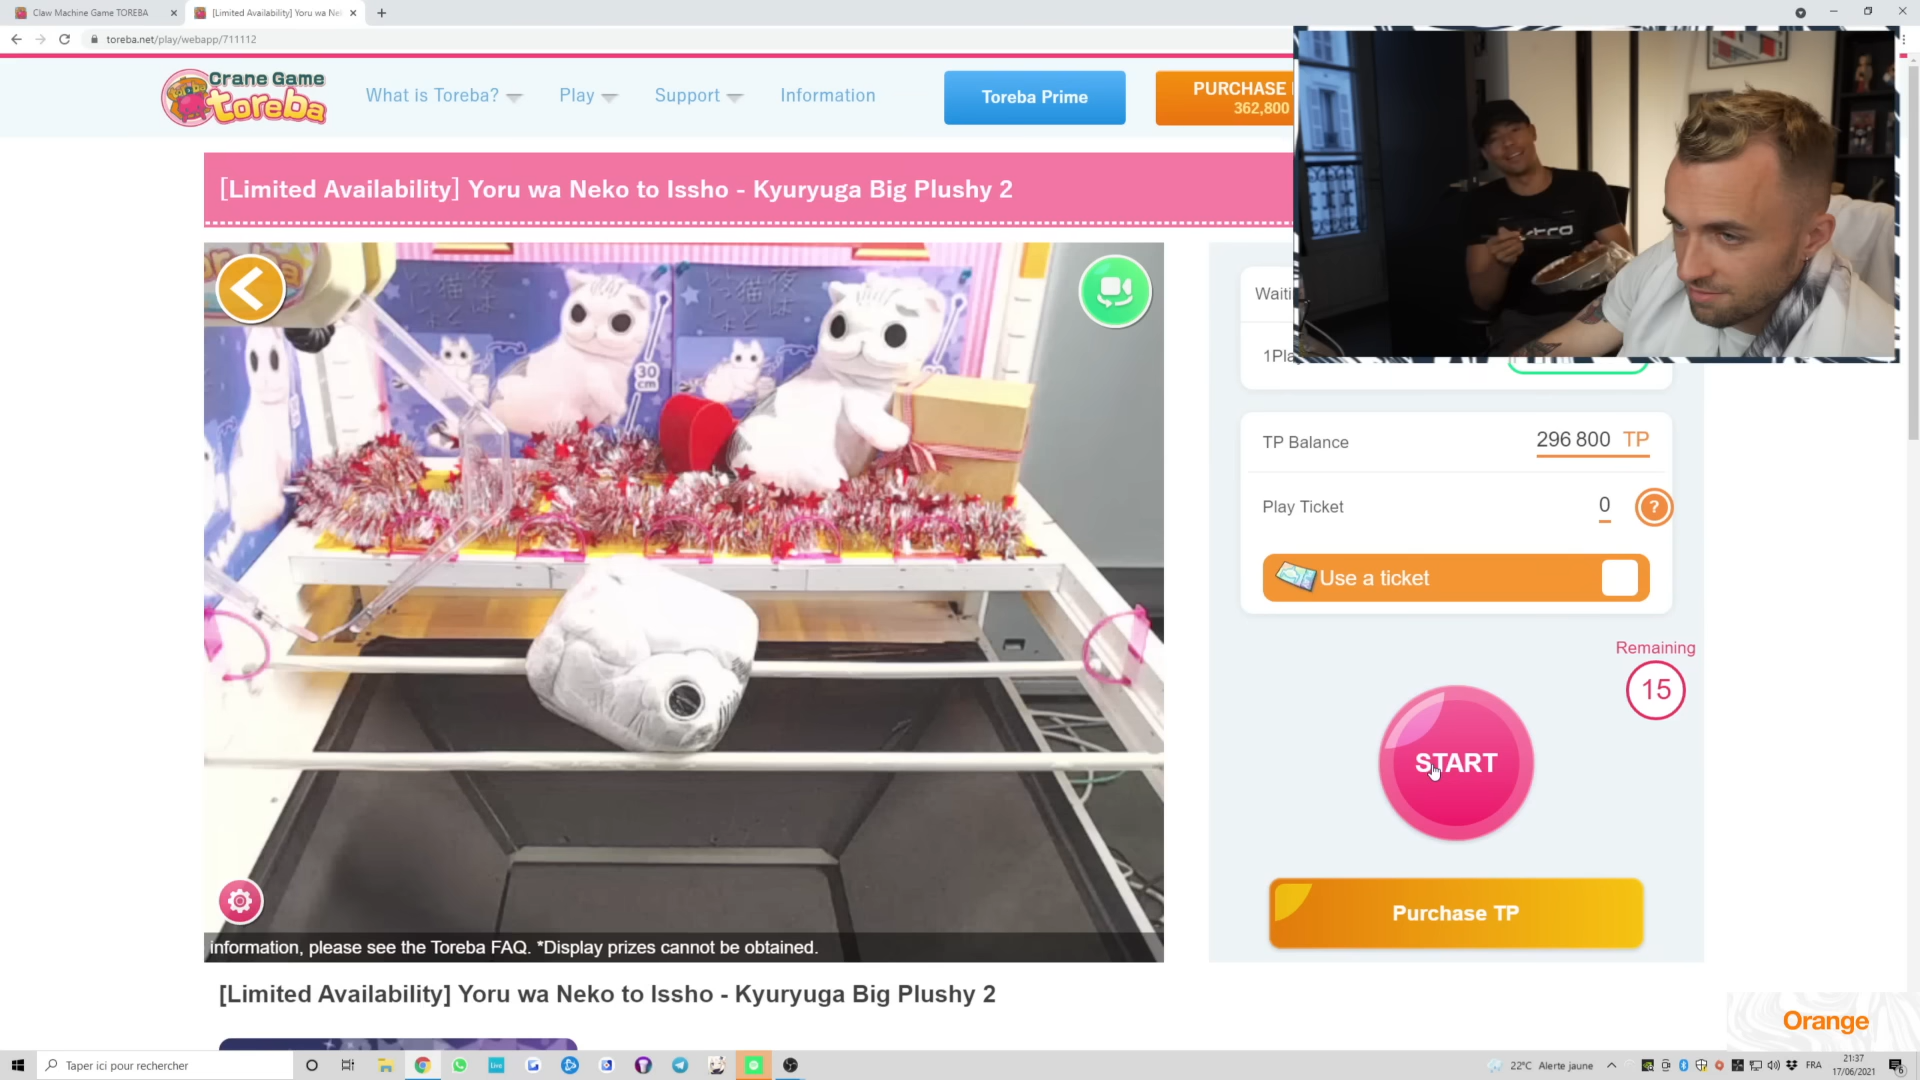 Claw Machine Game TOREBA
[Limited Availability] Yoru wa Ne
toreba.net/play/webapp/711112
Crane Game
toreba
What is Toreba?
Play
Support
Information
Toreba Prime
PURCHASE
362,800
[Limited Availability] Yoru wa Neko to Issho - Kyuryuga Big Plushy 2
30
cm
Waiti
1Pla
TP Balance
296 800 TP
Play Ticket
0
?
Use a ticket
Remaining
15
START
Purchase TP
information, please see the Toreba FAQ. *Display prizes cannot be obtained.
[Limited Availability] Yoru wa Neko to Issho - Kyuryuga Big Plushy 2
Orange
Taper ici pour rechercher
Live
22°C Alerte jaune
FRA
21:37
17/06/2021